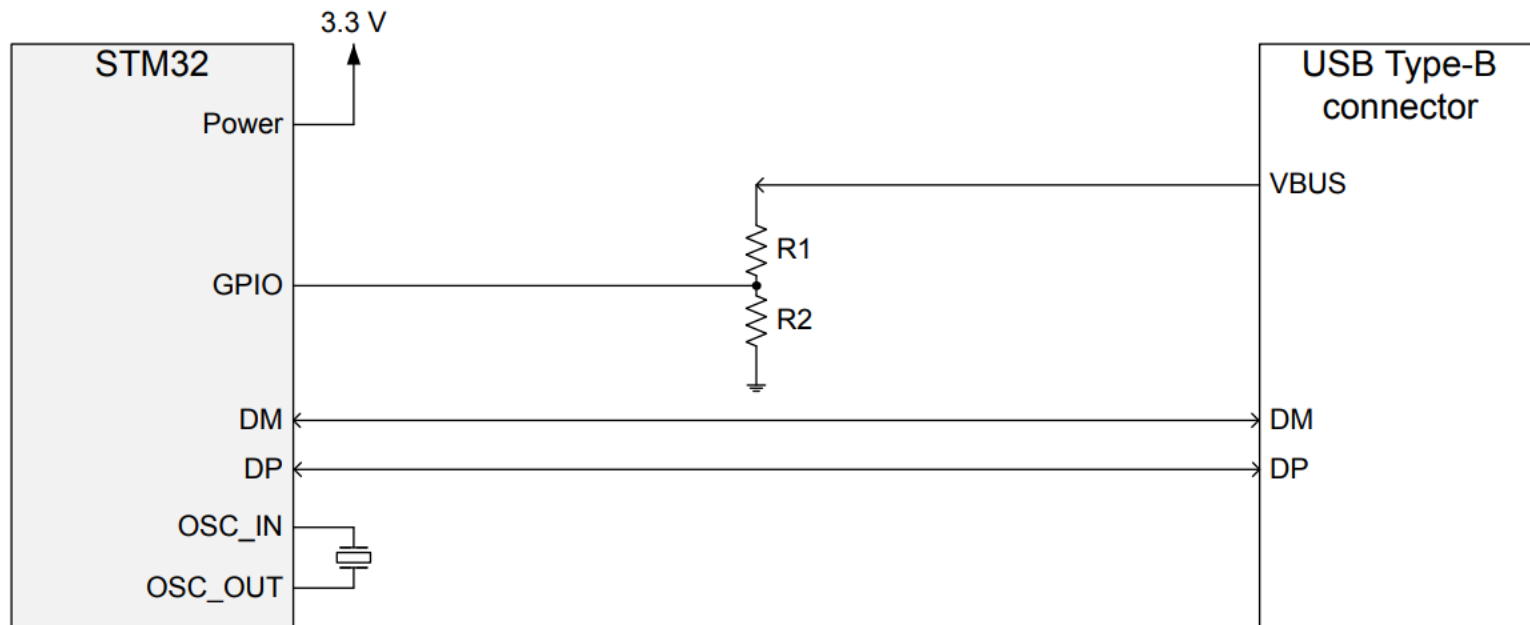 3.3 V
STM32
USB Type-B
connector
Power
VBUS
R1
GPIO
R2
DM
DM
DP
DP
OSC_IN
OSC_OUT